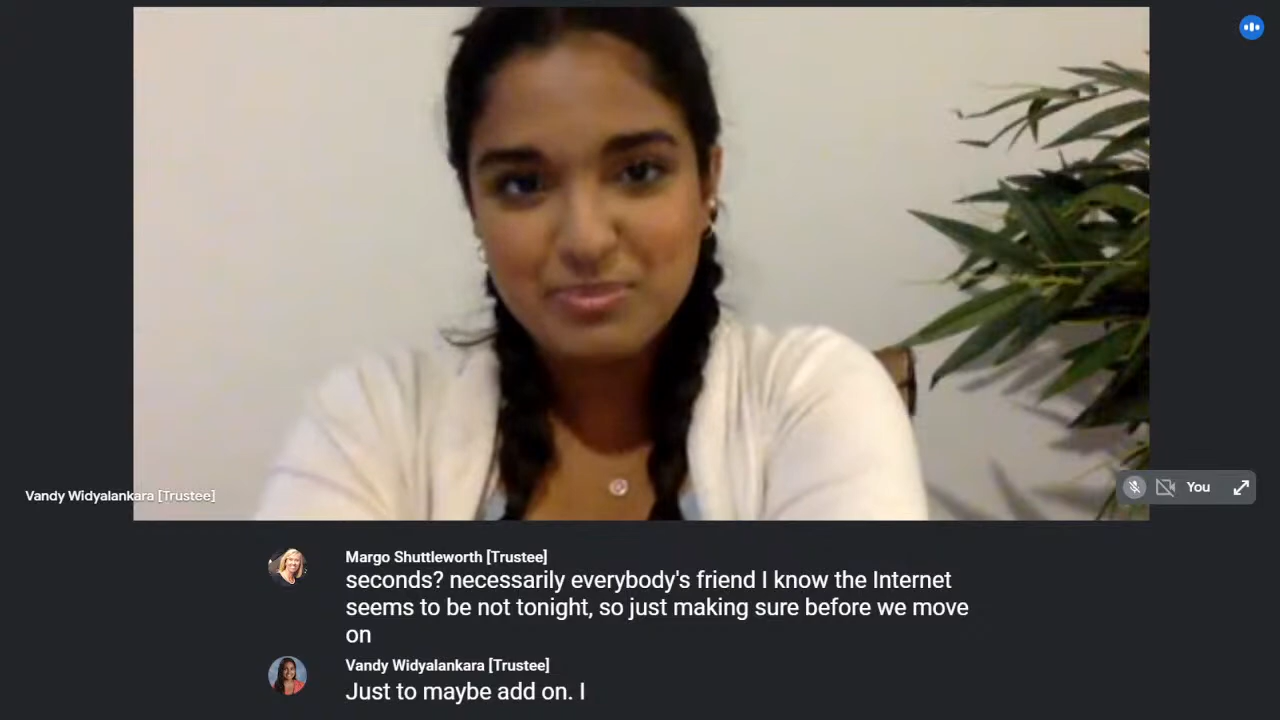 Vandy Widyalankara [Trustee]
You
Margo Shuttleworth [Trustee]
seconds? necessarily everybody's friend I know the Internet
seems to be not tonight, so just making sure before we move
on
Vandy Widyalankara [Trustee]
Just to maybe add on. I